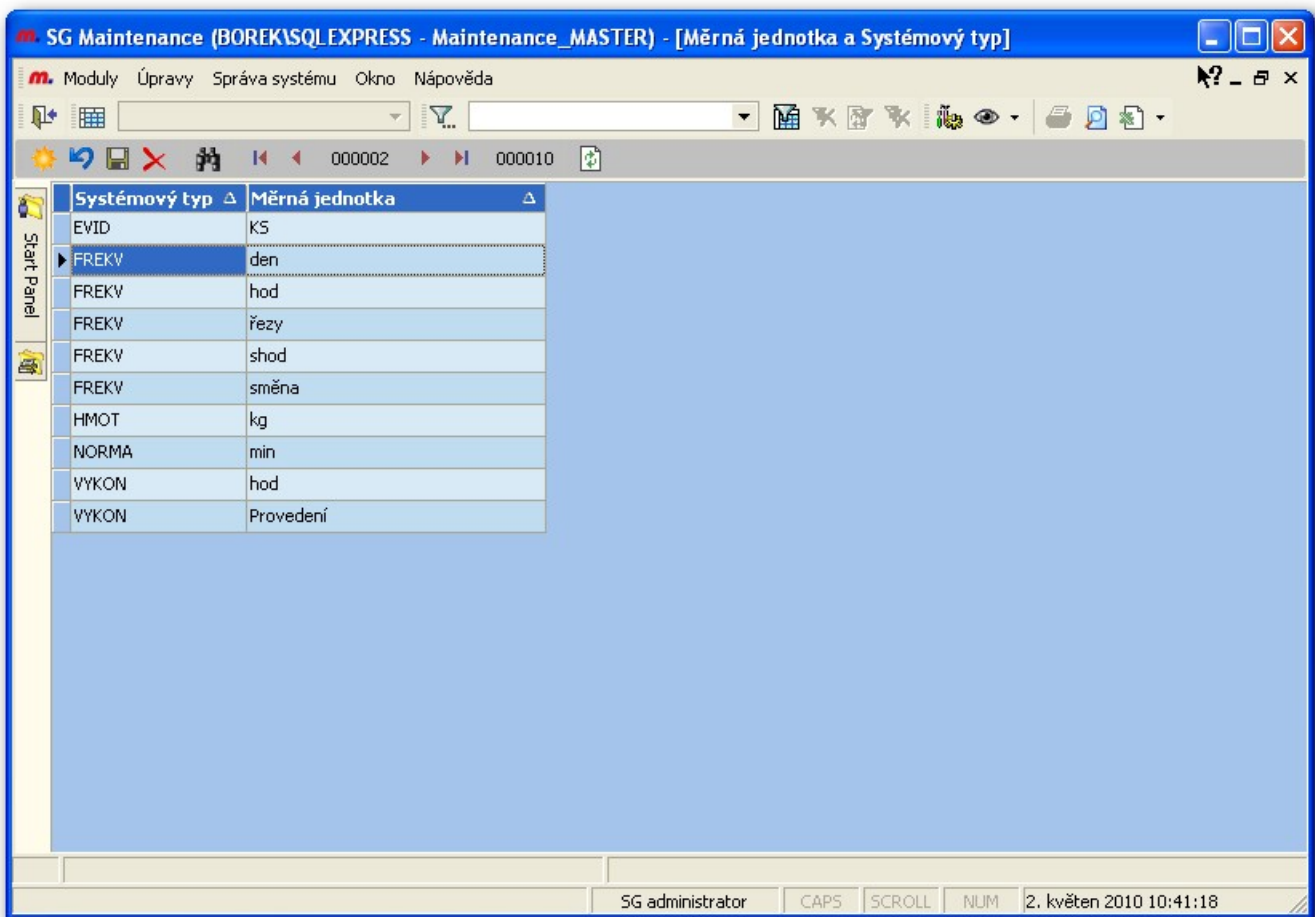 m. SG Maintenance (BOREK\SQLEXPRESS - Maintenance_MASTER) - [Měrná jednotka a Systémový typ]
m. Moduly Úpravy Správa systému Okno Nápověda
000002 000010
Start Panel
Systémový typ Měrná jednotka
EVID KS
FREKV den
FREKV hod
FREKV řezy
FREKV shod
FREKV směna
HMOT kg
NORMA min
VYKON hod
VYKON Provedení
SG administrator CAPS SCROLL NUM 2. květen 2010 10:41:18